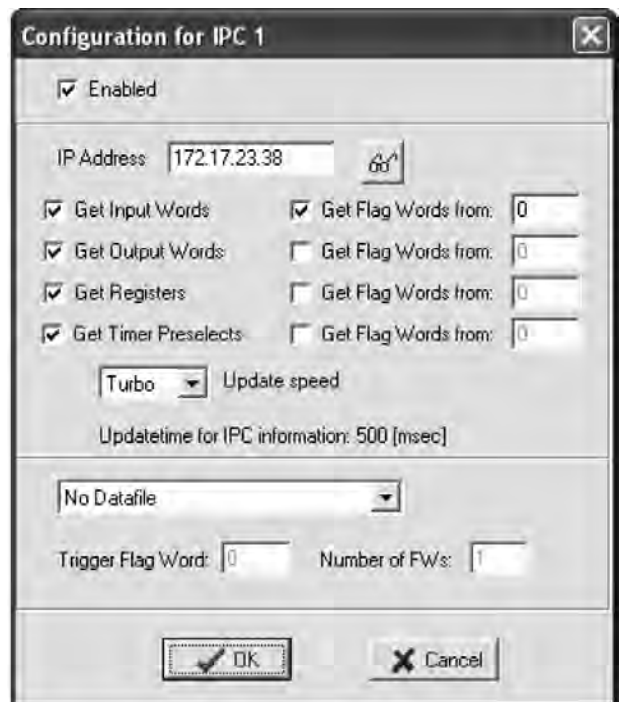 Configuration for IPC 1
Enabled
IP Address 172.17.23.38
Get Input Words Get Flag Words from: 0
Get Output Words Get Flag Words from: 0
Get Registers Get Flag Words from: 0
Get Timer Preselects Get Flag Words from: 0
Turbo Update speed
Updatetime for IPC information: 500 [msec]
No Datafile
Trigger Flag Word: 0 Number of FWs: 1
OK Cancel